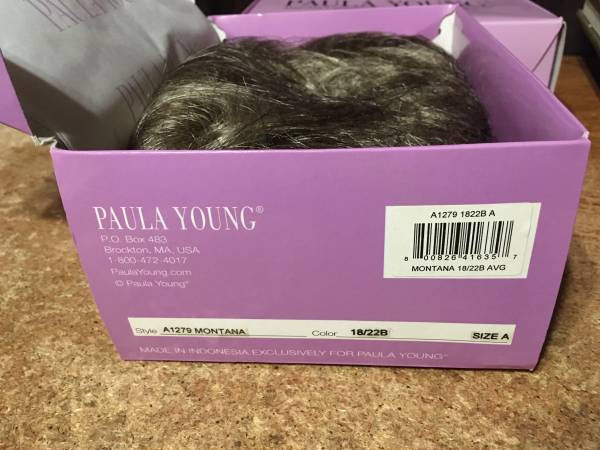 PAULA YOUNG
PAULA YOUNG®
P.O. Box 483
Brockton, MA, USA
1-800-472-4017
PaulaYoung.com
© Paula Young®
A1279 1822B A
8 00826 41635 7
MONTANA 18/22B AVG
Style A1279 MONTANA Color 18/22B SIZE A
MADE IN INDONESIA EXCLUSIVELY FOR PAULA YOUNG®